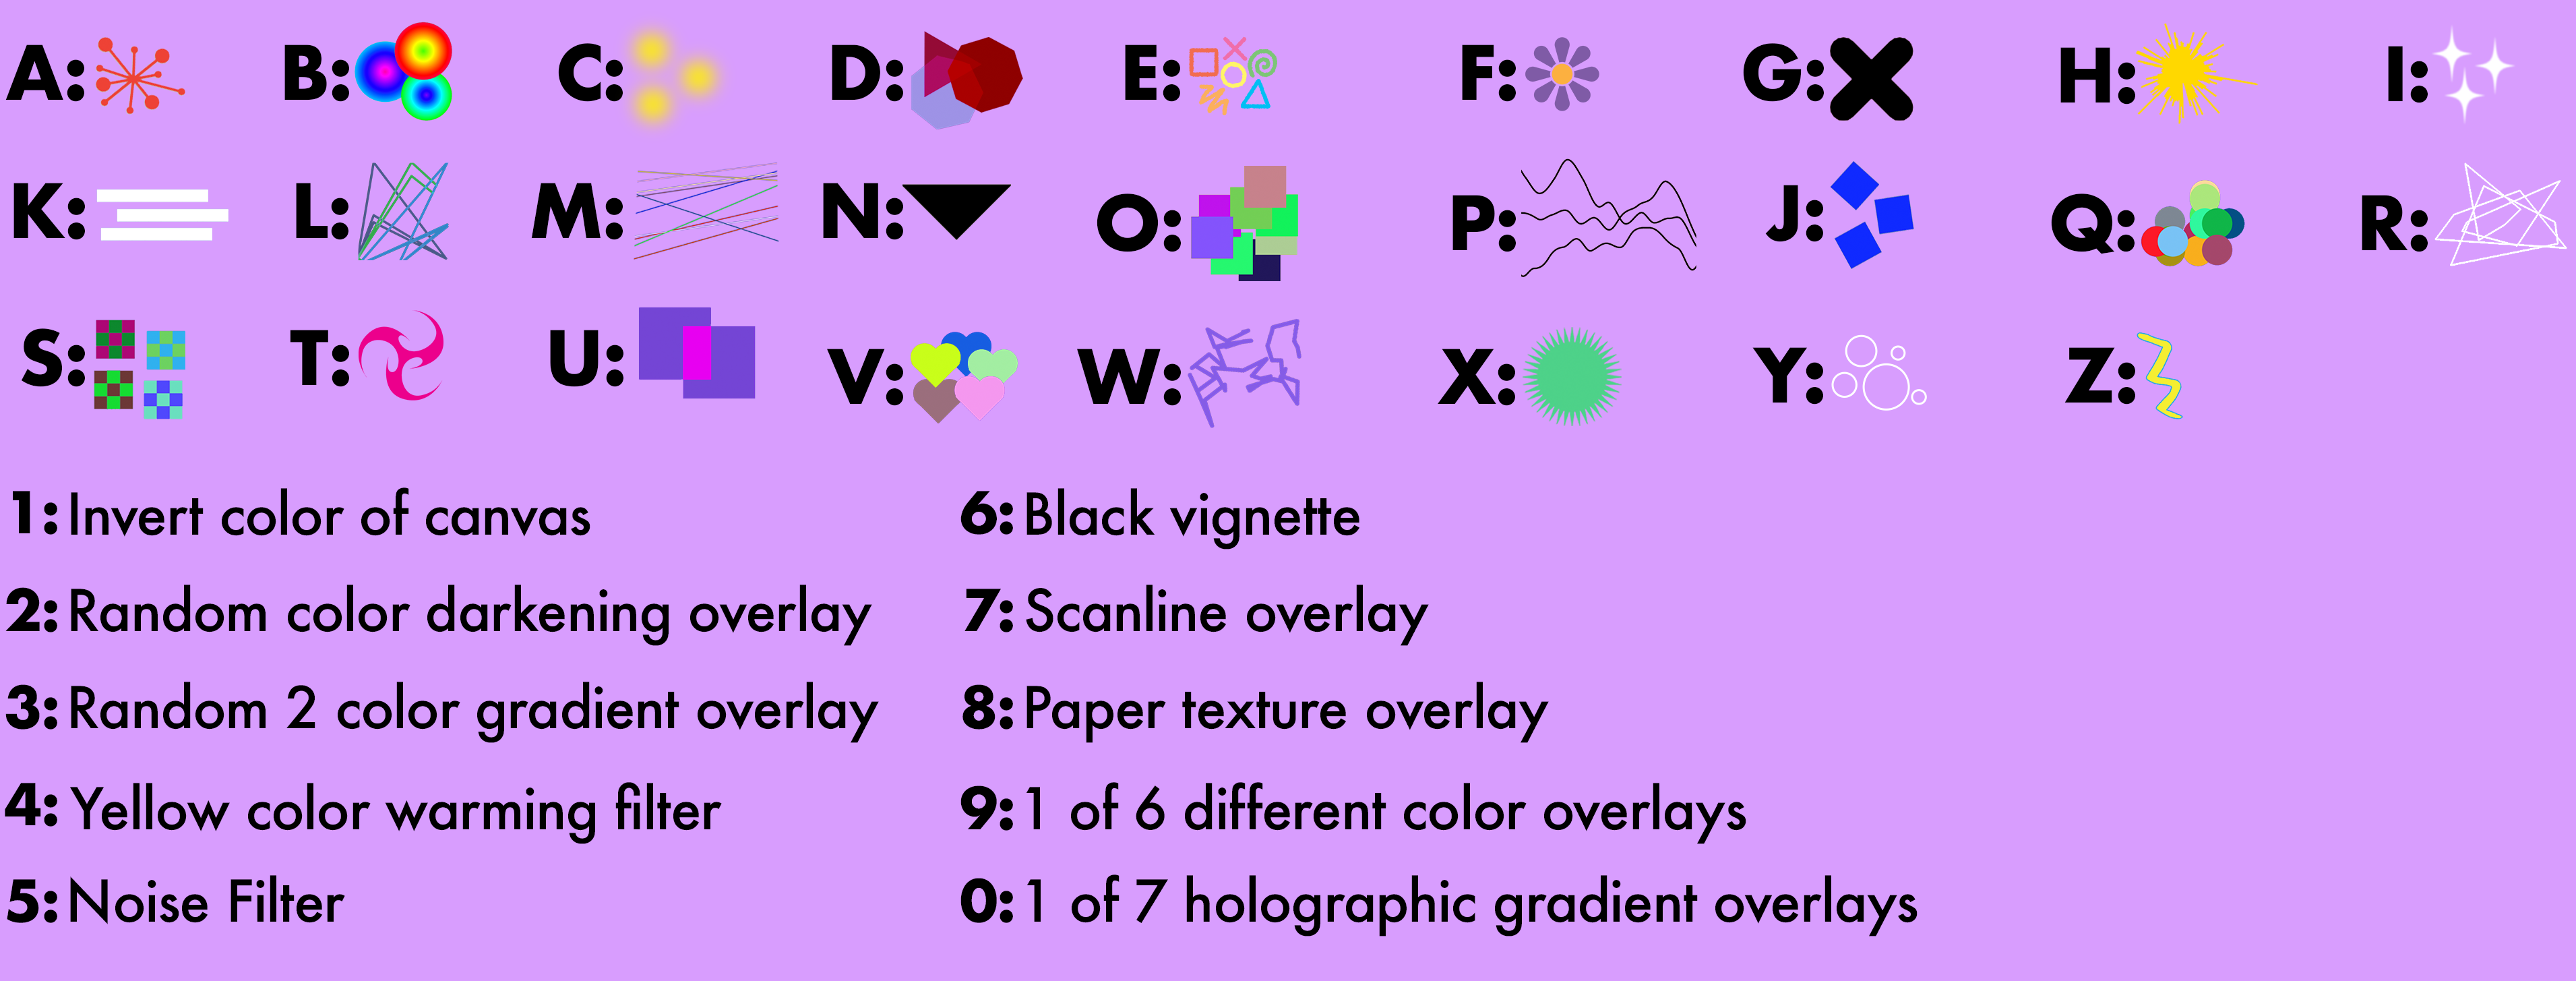 A: B: C: D: E: F: G: H: I:
K: L: M: N: O: P: J: Q: R:
S: T: U: V: W: X: Y: Z:
1: Invert color of canvas
2: Random color darkening overlay
3: Random 2 color gradient overlay
4: Yellow color warming filter
5: Noise Filter
6: Black vignette
7: Scanline overlay
8: Paper texture overlay
9: 1 of 6 different color overlays
0: 1 of 7 holographic gradient overlays